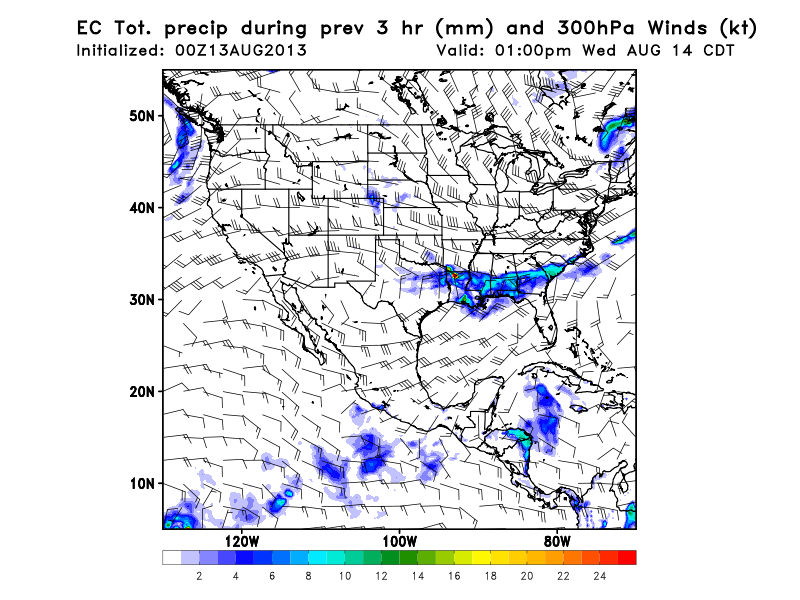 EC Tot. precip during prev 3 hr (mm) and 300hPa Winds (kt)
Initialized: 00Z13AUG2013 Valid: 01:00pm Wed AUG 14 CDT
50N
40N
30N
20N
10N
120W 100W 80W
2 4 6 8 10 12 14 16 18 20 22 24